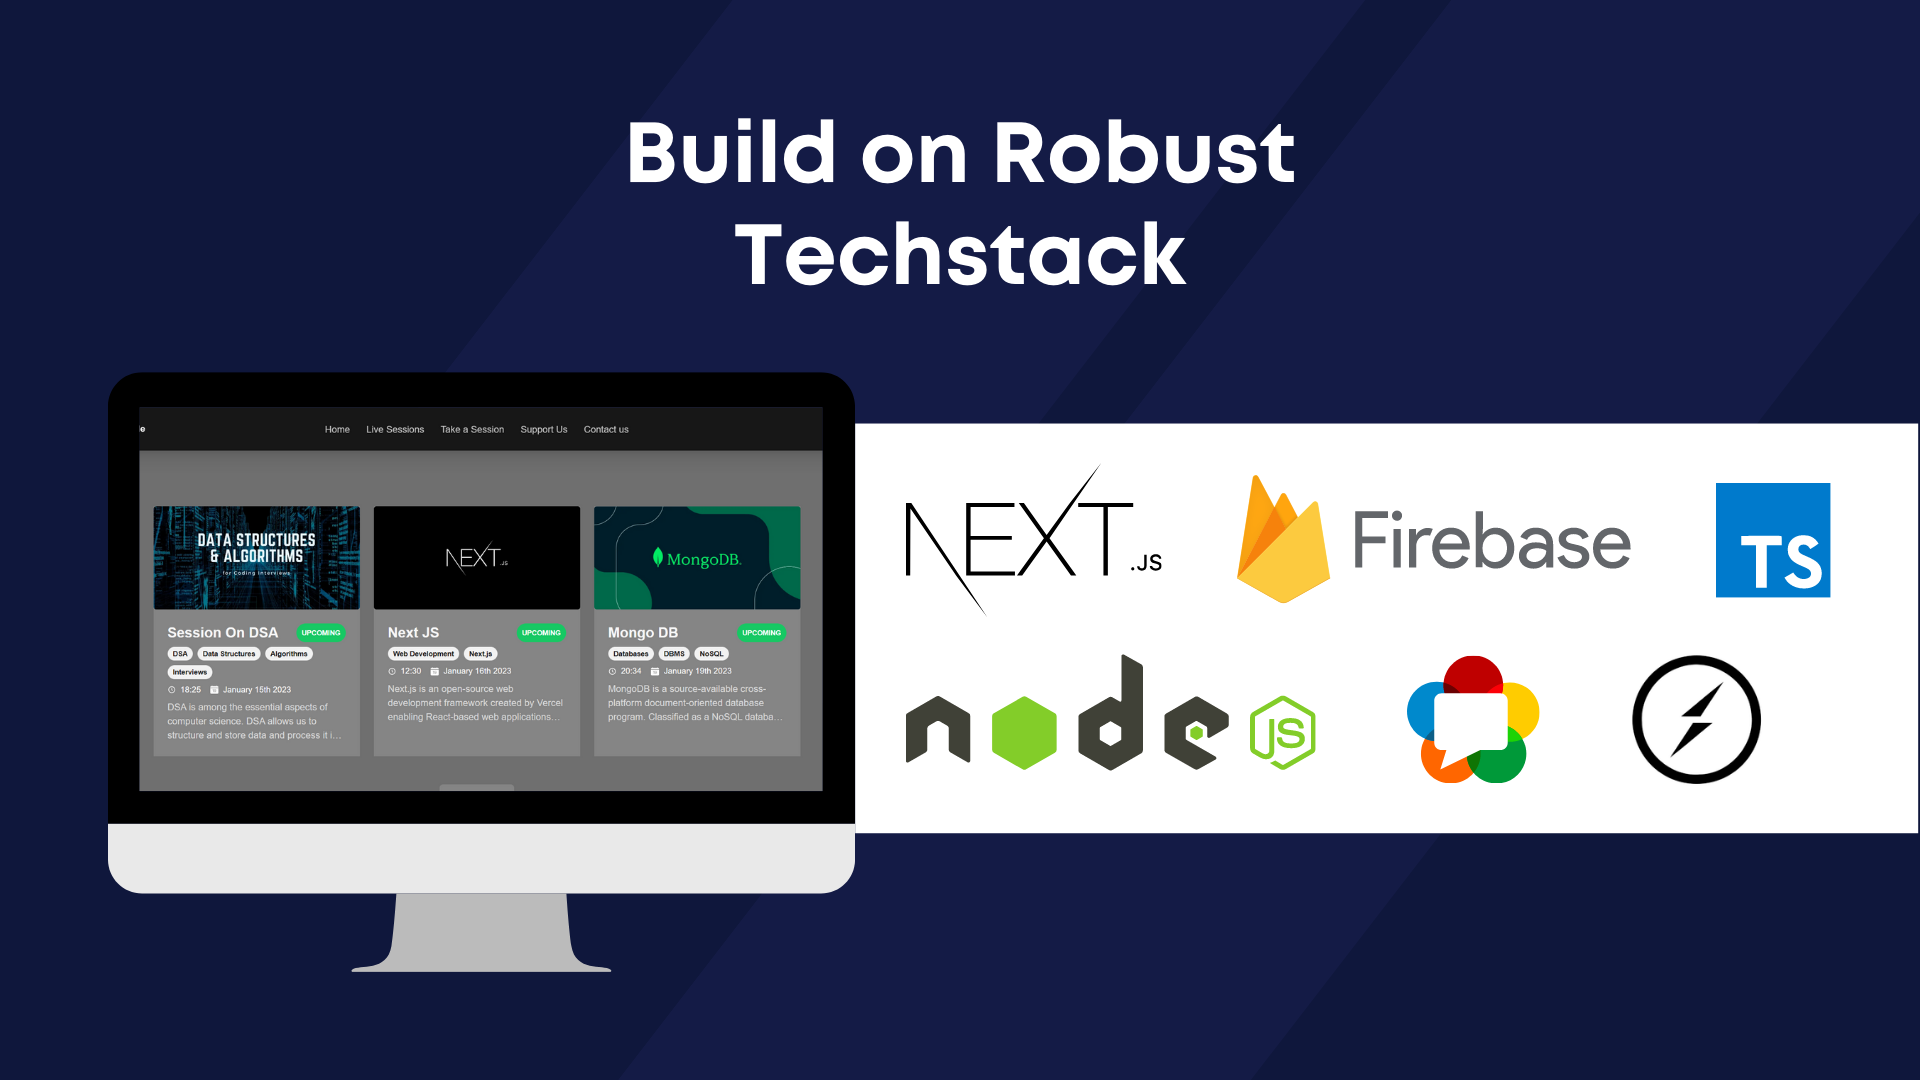 Build on Robust
Techstack
e
Home Live Sessions Take a Session Support Us Contact us
DATA STRUCTURES
& ALGORITHMS
for Coding Interviews
NEXT.JS
MongoDB.
Session On DSA UPCOMING
DSA Data Structures Algorithms
Interviews
18:25 January 15th 2023
DSA is among the essential aspects of
computer science. DSA allows us to
structure and store data and process it i...
Next JS UPCOMING
Web Development Next.js
12:30 January 16th 2023
Next.js is an open-source web
development framework created by Vercel
enabling React-based web applications...
Mongo DB UPCOMING
Databases DBMS NoSQL
20:34 January 19th 2023
MongoDB is a source-available cross-
platform document-oriented database
program. Classified as a NoSQL databa...
NEXT.JS Firebase TS
node JS